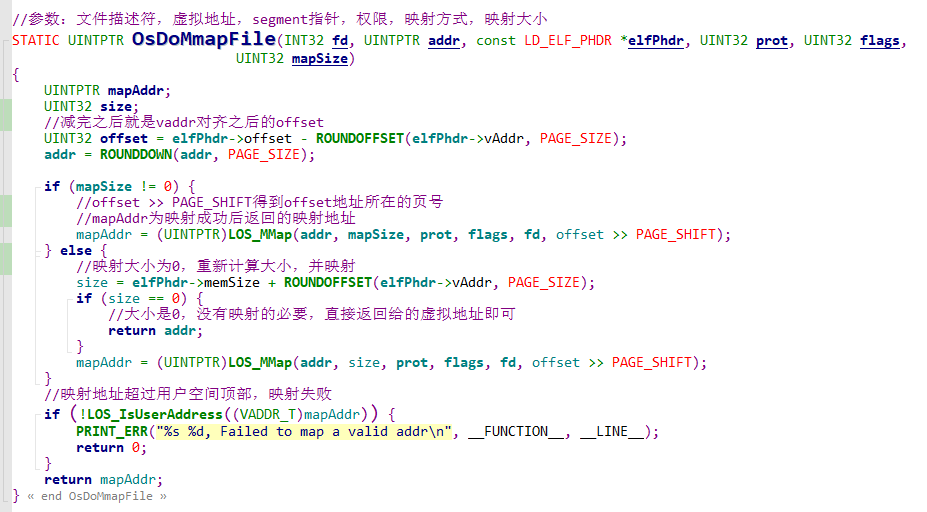 //参数：文件描述符，虚拟地址，segment指针，权限，映射方式，映射大小
STATIC UINTPTR OsDoMmapFile(INT32 fd, UINTPTR addr, const LD_ELF_PHDR *elfPhdr, UINT32 prot, UINT32 flags,
UINT32 mapSize)
{
UINTPTR mapAddr;
UINT32 size;
//减完之后就是vaddr对齐之后的offset
UINT32 offset = elfPhdr->offset - ROUNDOFFSET(elfPhdr->vAddr, PAGE_SIZE);
addr = ROUNDDOWN(addr, PAGE_SIZE);
if (mapSize != 0) {
//offset >> PAGE_SHIFT得到offset地址所在的页号
//mapAddr为映射成功后返回的映射地址
mapAddr = (UINTPTR)LOS_MMap(addr, mapSize, prot, flags, fd, offset >> PAGE_SHIFT);
} else {
//映射大小为0，重新计算大小，并映射
size = elfPhdr->memSize + ROUNDOFFSET(elfPhdr->vAddr, PAGE_SIZE);
if (size == 0) {
//大小是0，没有映射的必要，直接返回给的虚拟地址即可
return addr;
}
mapAddr = (UINTPTR)LOS_MMap(addr, size, prot, flags, fd, offset >> PAGE_SHIFT);
}
//映射地址超过用户空间顶部，映射失败
if (!LOS_IsUserAddress((VADDR_T)mapAddr)) {
PRINT_ERR("%s %d, Failed to map a valid addr\n", __FUNCTION__, __LINE__);
return 0;
}
return mapAddr;
} « end OsDoMmapFile »